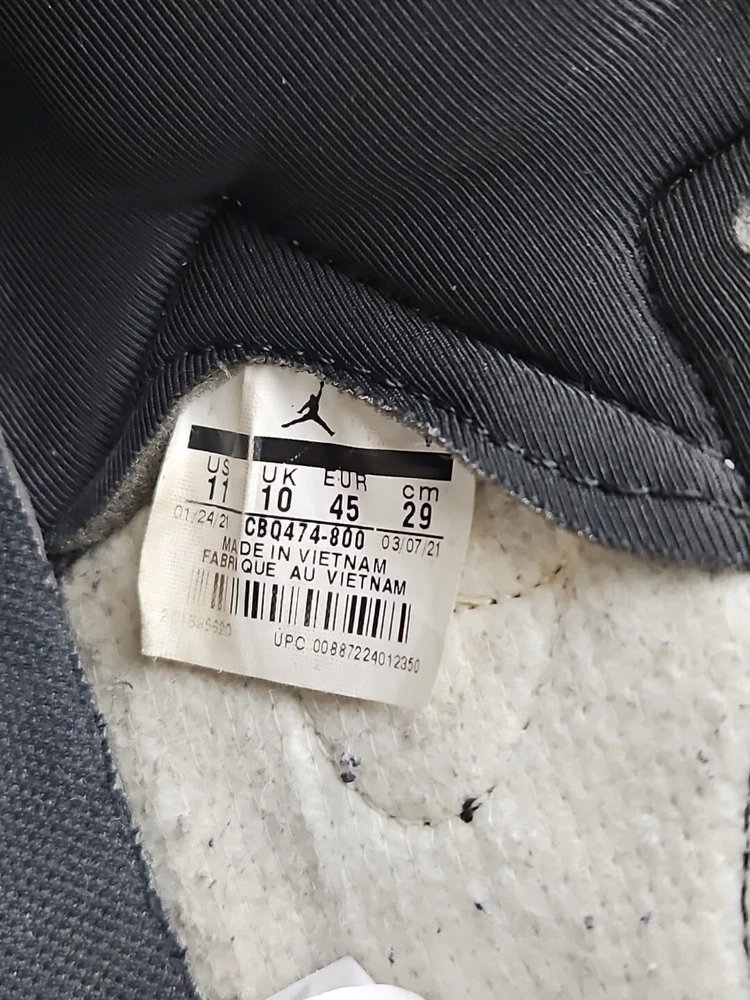 US UK EUR cm
11 10 45 29
01/24/21 CBQ474-800 03/07/21
MADE IN VIETNAM
FABRIQUE AU VIETNAM
UPC 00887224012350